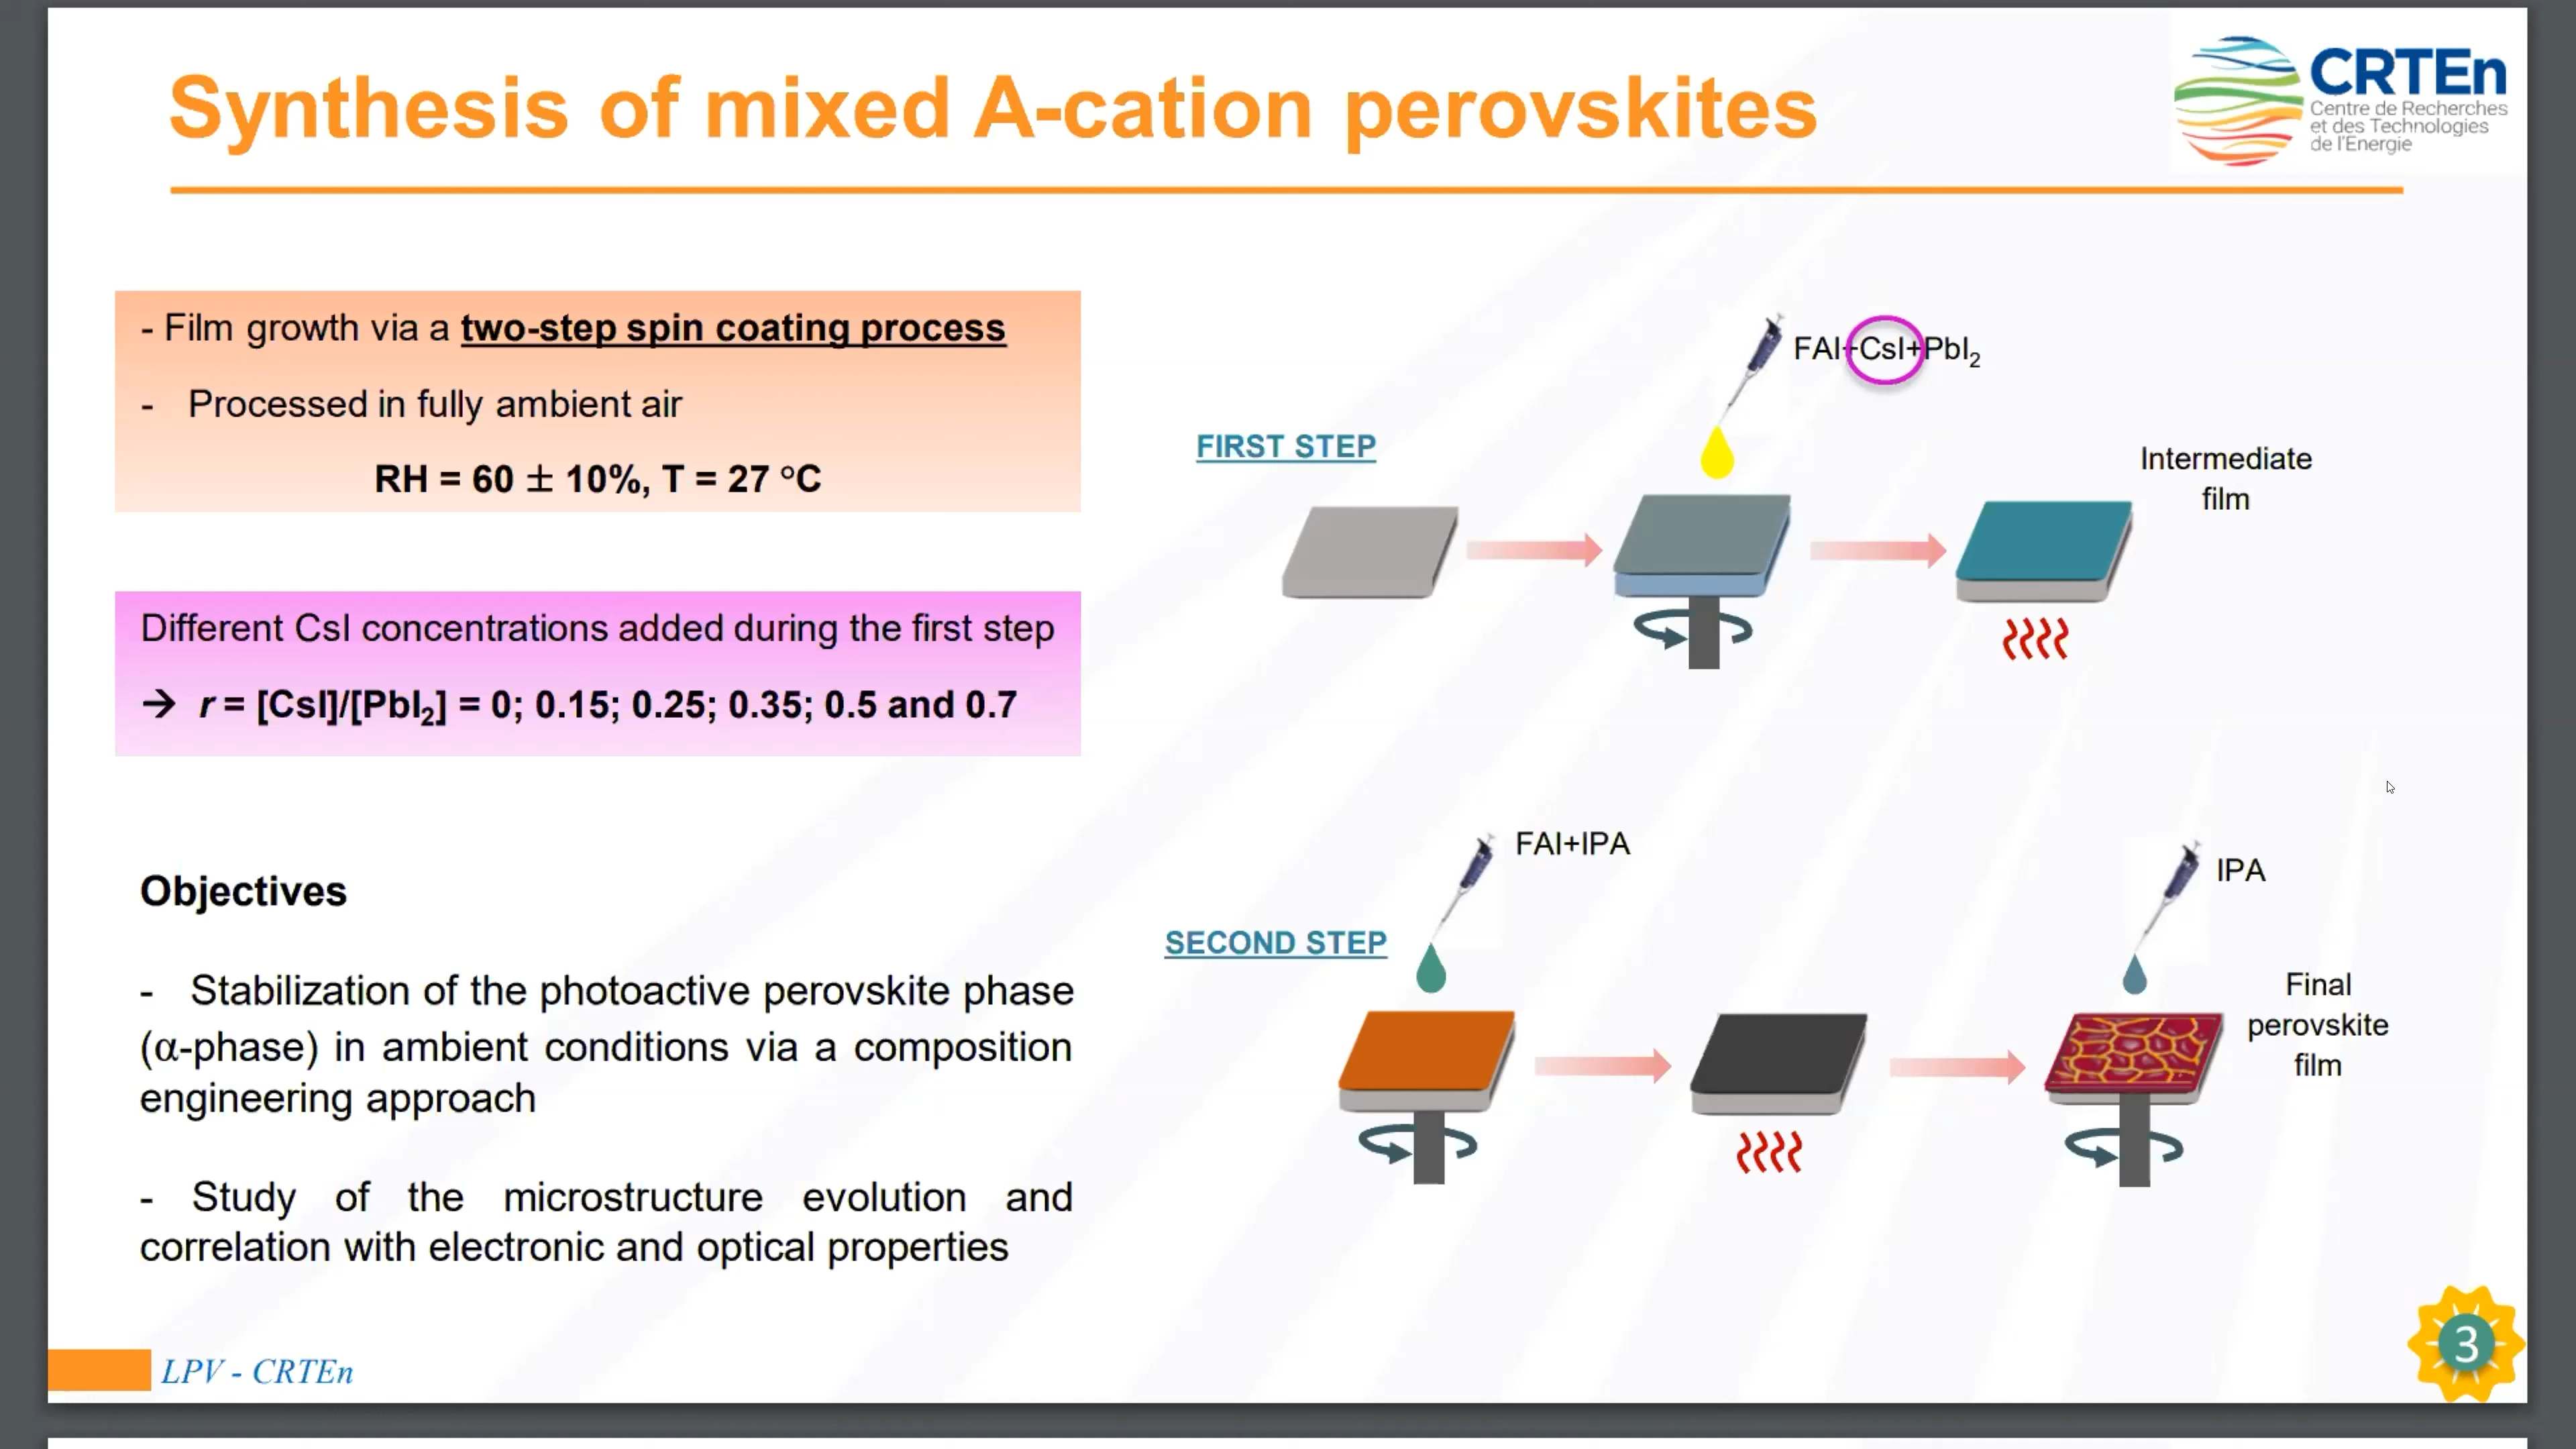 Synthesis of mixed A-cation perovskites
CRTEn
Centre de Recherches
et des Technologies
de l'Energie
- Film growth via a two-step spin coating process
- Processed in fully ambient air
RH = 60 ± 10%, T = 27 °C
Different CsI concentrations added during the first step
→ r = [CsI]/[PbI₂] = 0; 0.15; 0.25; 0.35; 0.5 and 0.7
Objectives
- Stabilization of the photoactive perovskite phase
(α-phase) in ambient conditions via a composition
engineering approach
- Study of the microstructure evolution and
correlation with electronic and optical properties
FAI+CsI+PbI₂
FIRST STEP
Intermediate
film
FAI+IPA
IPA
SECOND STEP
Final
perovskite
film
LPV - CRTEn
3